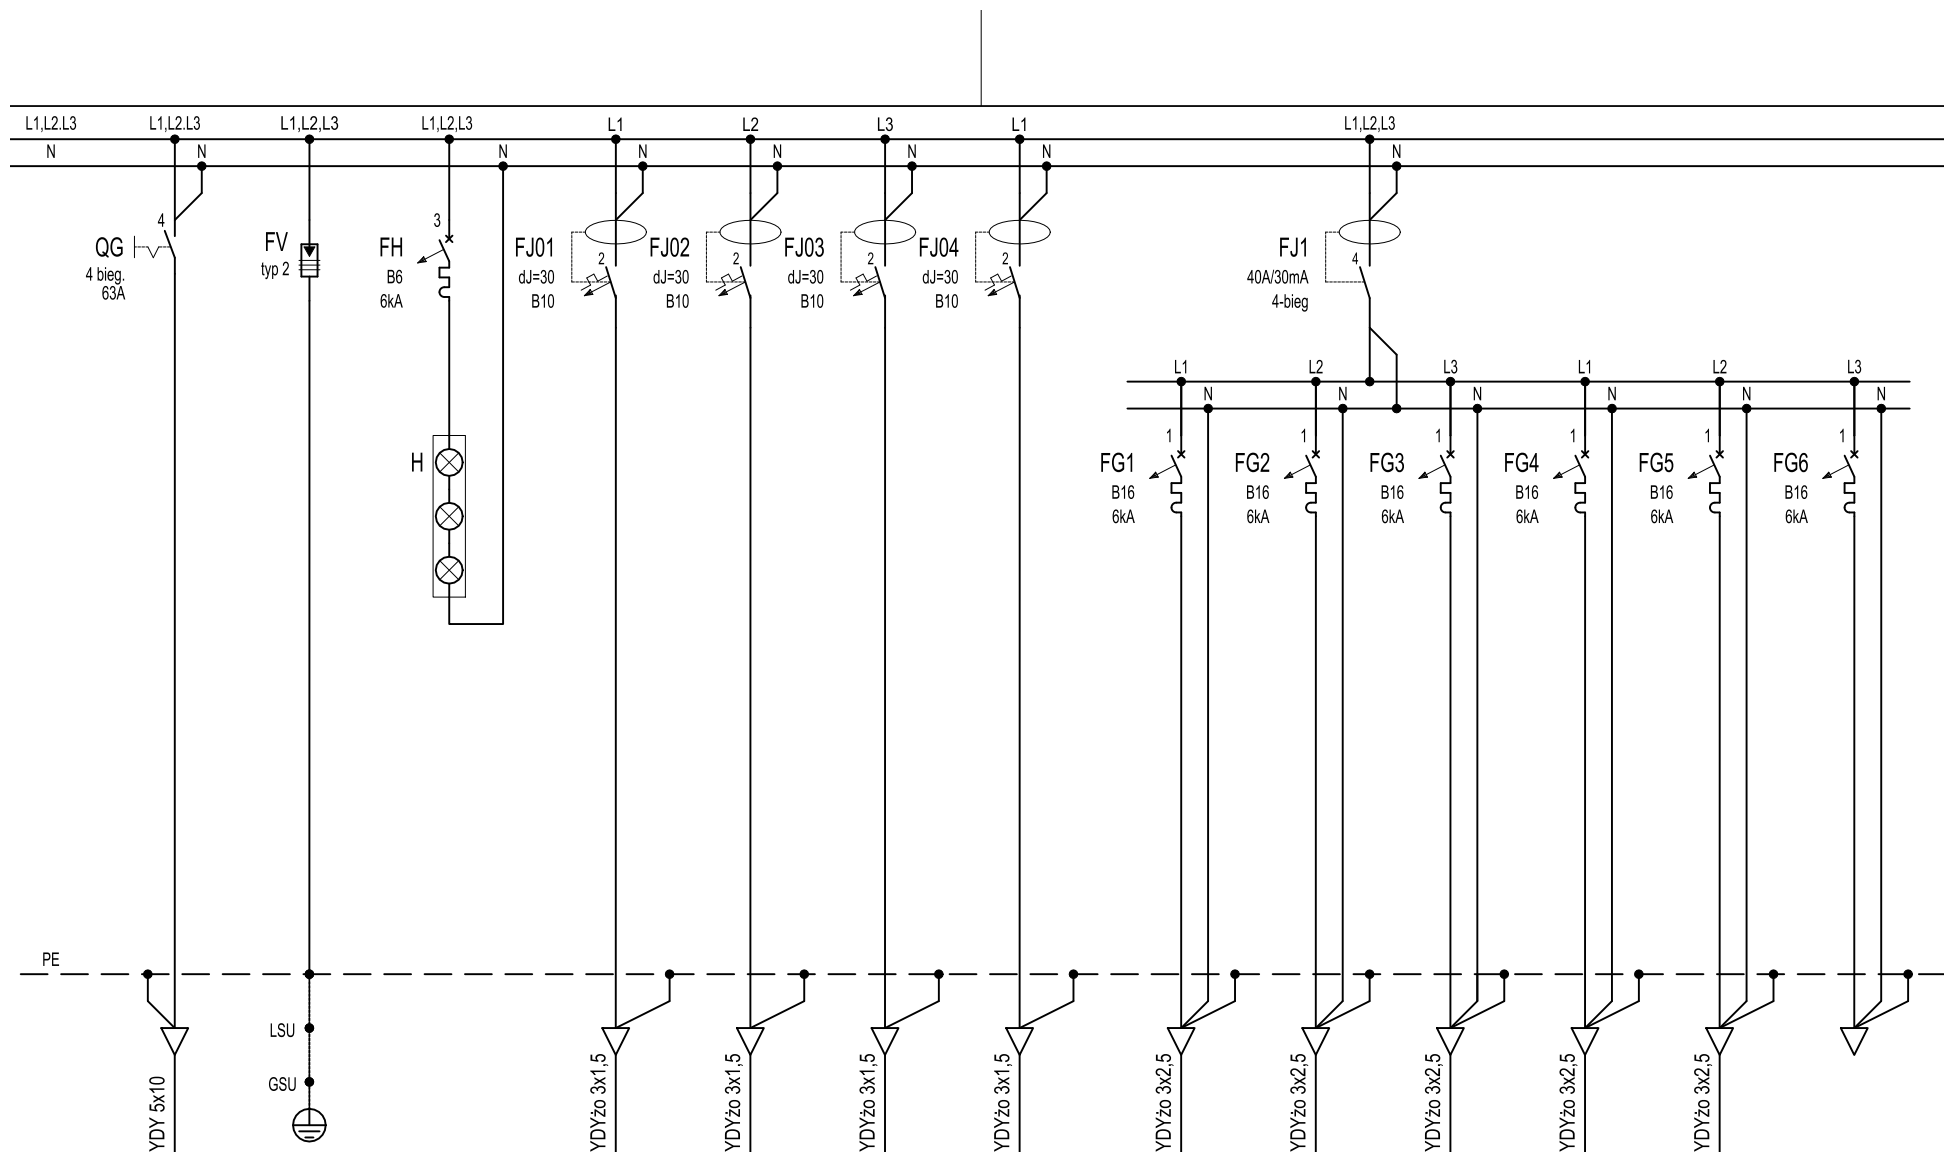 L1,L2.L3
L1,L2.L3
L1,L2,L3
L1,L2,L3
L1
L2
L3
L1
L1,L2,L3
N
N
N
N
N
N
N
N
4
QG
4 bieg.
63A
FV
typ 2
3
FH
B6
6kA
FJ01
2
dJ=30
B10
FJ02
2
dJ=30
B10
FJ03
2
dJ=30
B10
FJ04
2
dJ=30
B10
FJ1
4
40A/30mA
4-bieg
L1
L2
L3
L1
L2
L3
N
N
N
N
N
N
H
1
FG1
B16
6kA
1
FG2
B16
6kA
1
FG3
B16
6kA
1
FG4
B16
6kA
1
FG5
B16
6kA
1
FG6
B16
6kA
PE
LSU
GSU
YDY 5x10
YDYżo 3x1,5
YDYżo 3x1,5
YDYżo 3x1,5
YDYżo 3x1,5
YDYżo 3x2,5
YDYżo 3x2,5
YDYżo 3x2,5
YDYżo 3x2,5
YDYżo 3x2,5